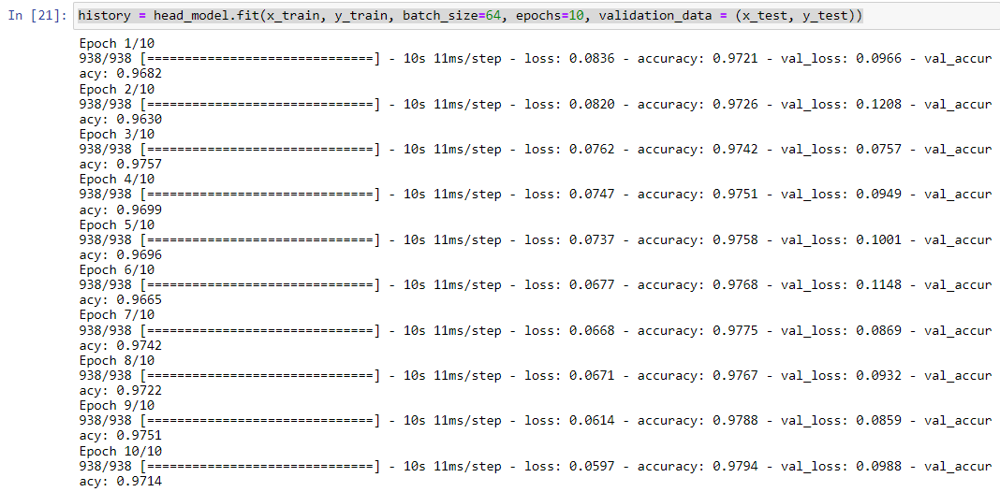 In [21]: history = head_model.fit(x_train, y_train, batch_size=64, epochs=10, validation_data = (x_test, y_test))
Epoch 1/10
938/938 [==============================] - 10s 11ms/step - loss: 0.0836 - accuracy: 0.9721 - val_loss: 0.0966 - val_accur
acy: 0.9682
Epoch 2/10
938/938 [==============================] - 10s 11ms/step - loss: 0.0820 - accuracy: 0.9726 - val_loss: 0.1208 - val_accur
acy: 0.9630
Epoch 3/10
938/938 [==============================] - 10s 11ms/step - loss: 0.0762 - accuracy: 0.9742 - val_loss: 0.0757 - val_accur
acy: 0.9757
Epoch 4/10
938/938 [==============================] - 10s 11ms/step - loss: 0.0747 - accuracy: 0.9751 - val_loss: 0.0949 - val_accur
acy: 0.9699
Epoch 5/10
938/938 [==============================] - 10s 11ms/step - loss: 0.0737 - accuracy: 0.9758 - val_loss: 0.1001 - val_accur
acy: 0.9696
Epoch 6/10
938/938 [==============================] - 10s 11ms/step - loss: 0.0677 - accuracy: 0.9768 - val_loss: 0.1148 - val_accur
acy: 0.9665
Epoch 7/10
938/938 [==============================] - 10s 11ms/step - loss: 0.0668 - accuracy: 0.9775 - val_loss: 0.0869 - val_accur
acy: 0.9742
Epoch 8/10
938/938 [==============================] - 10s 11ms/step - loss: 0.0671 - accuracy: 0.9767 - val_loss: 0.0932 - val_accur
acy: 0.9722
Epoch 9/10
938/938 [==============================] - 10s 11ms/step - loss: 0.0614 - accuracy: 0.9788 - val_loss: 0.0859 - val_accur
acy: 0.9751
Epoch 10/10
938/938 [==============================] - 10s 11ms/step - loss: 0.0597 - accuracy: 0.9794 - val_loss: 0.0988 - val_accur
acy: 0.9714